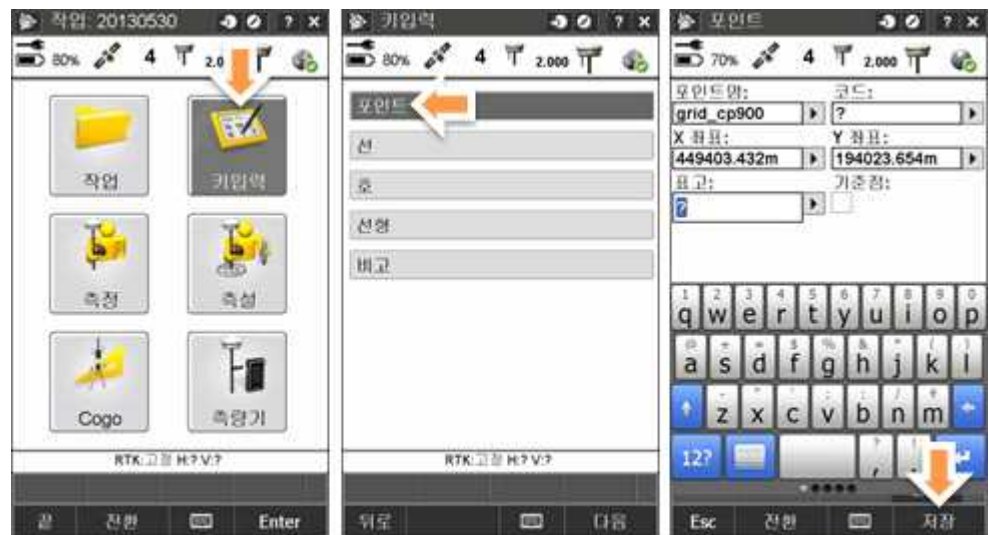 작업: 20130530 ? ×
80% 4 2.0
작업 키입력
측정 측설
Cogo 측량기
RTK:고정 H:? V:?
끝 전환 Enter
키입력 ? ×
80% 4 2.000
포인트
선
호
선형
비고
RTK:고정 H:? V:?
뒤로 다음
포인트 ? ×
70% 4 2.000
포인트명: 코드:
grid_cp900 ?
X 좌표: Y 좌표:
449403.432m 194023.654m
표고: 기준점:
?
1 2 3 4 5 6 7 8 9 0
q w e r t y u i o p
a s d f g h j k l
z x c v b n m
12? ,
Esc 전환 저장